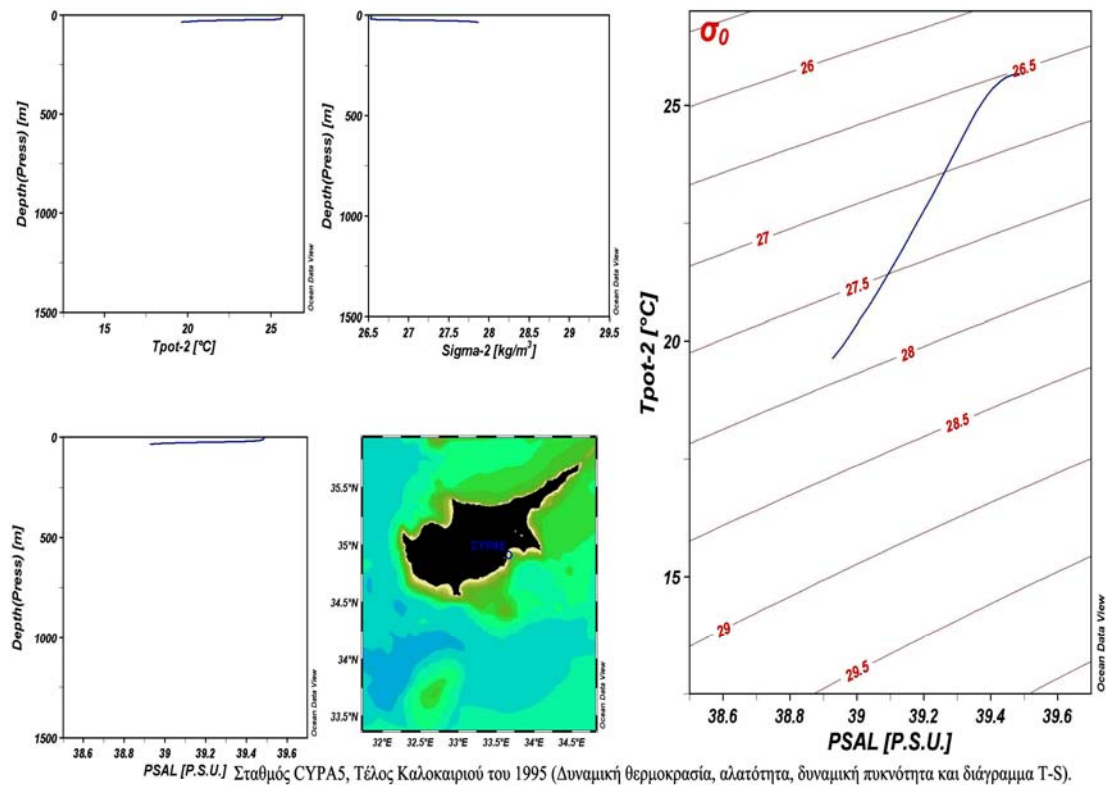 0
500
1000
1500
Depth(Press) [m]
15 20 25
Tpot-2 [°C]
Ocean Data View
0
500
1000
1500
Depth(Press) [m]
26.5 27 27.5 28 28.5 29 29.5
Sigma-2 [kg/m³]
Ocean Data View
0
500
1000
1500
Depth(Press) [m]
38.6 38.8 39 39.2 39.4 39.6
PSAL [P.S.U.]
Ocean Data View
35.5°N
35°N
34.5°N
34°N
33.5°N
CYPA5
32°E 32.5°E 33°E 33.5°E 34°E 34.5°E
σ₀
26
26.5
27
27.5
28
28.5
29
29.5
25
20
15
Tpot-2 [°C]
38.6 38.8 39 39.2 39.4 39.6
PSAL [P.S.U.]
Ocean Data View
Σταθμός CYPA5, Τέλος Καλοκαιριού του 1995 (Δυναμική θερμοκρασία, αλατότητα, δυναμική πυκνότητα και διάγραμμα T-S).